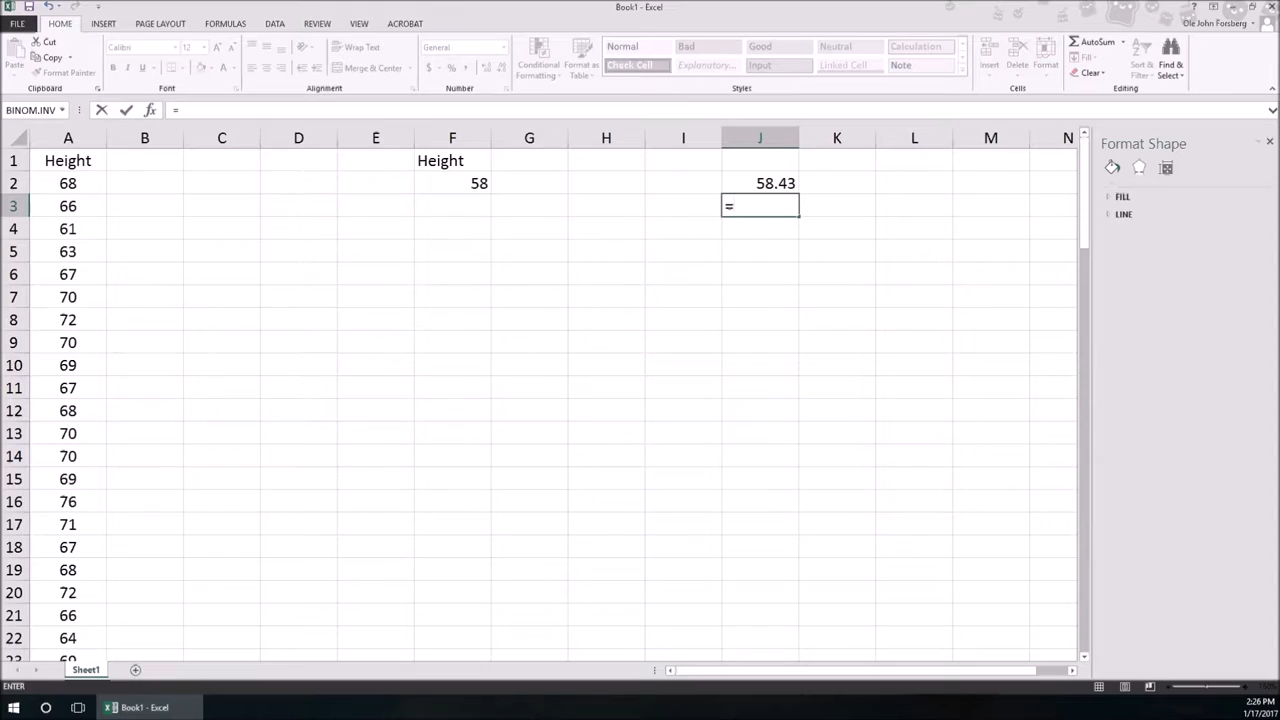 Book1 - Excel
?
Ole John Forsberg
FILE
HOME
INSERT
PAGE LAYOUT
FORMULAS
DATA
REVIEW
VIEW
ACROBAT
Paste
Cut
Copy
Format Painter
Clipboard
Calibri
12
B I U
Font
Wrap Text
Merge & Center
Alignment
General
$ % ,
Number
Conditional Formatting
Format as Table
Normal
Bad
Good
Neutral
Calculation
Check Cell
Explanatory...
Input
Linked Cell
Note
Styles
Insert
Delete
Format
Cells
AutoSum
Fill
Clear
Sort & Filter
Find & Select
Editing
BINOM.INV
fx
=
A B C D E F G H I J K L M N
1 Height Height
2 68 58 58.43
3 66 =
4 61
5 63
6 67
7 70
8 72
9 70
10 69
11 67
12 68
13 70
14 70
15 69
16 76
17 71
18 67
19 68
20 72
21 66
22 64
23 69
Format Shape
FILL
LINE
Sheet1
ENTER
Book1 - Excel
2:26 PM
1/17/2017